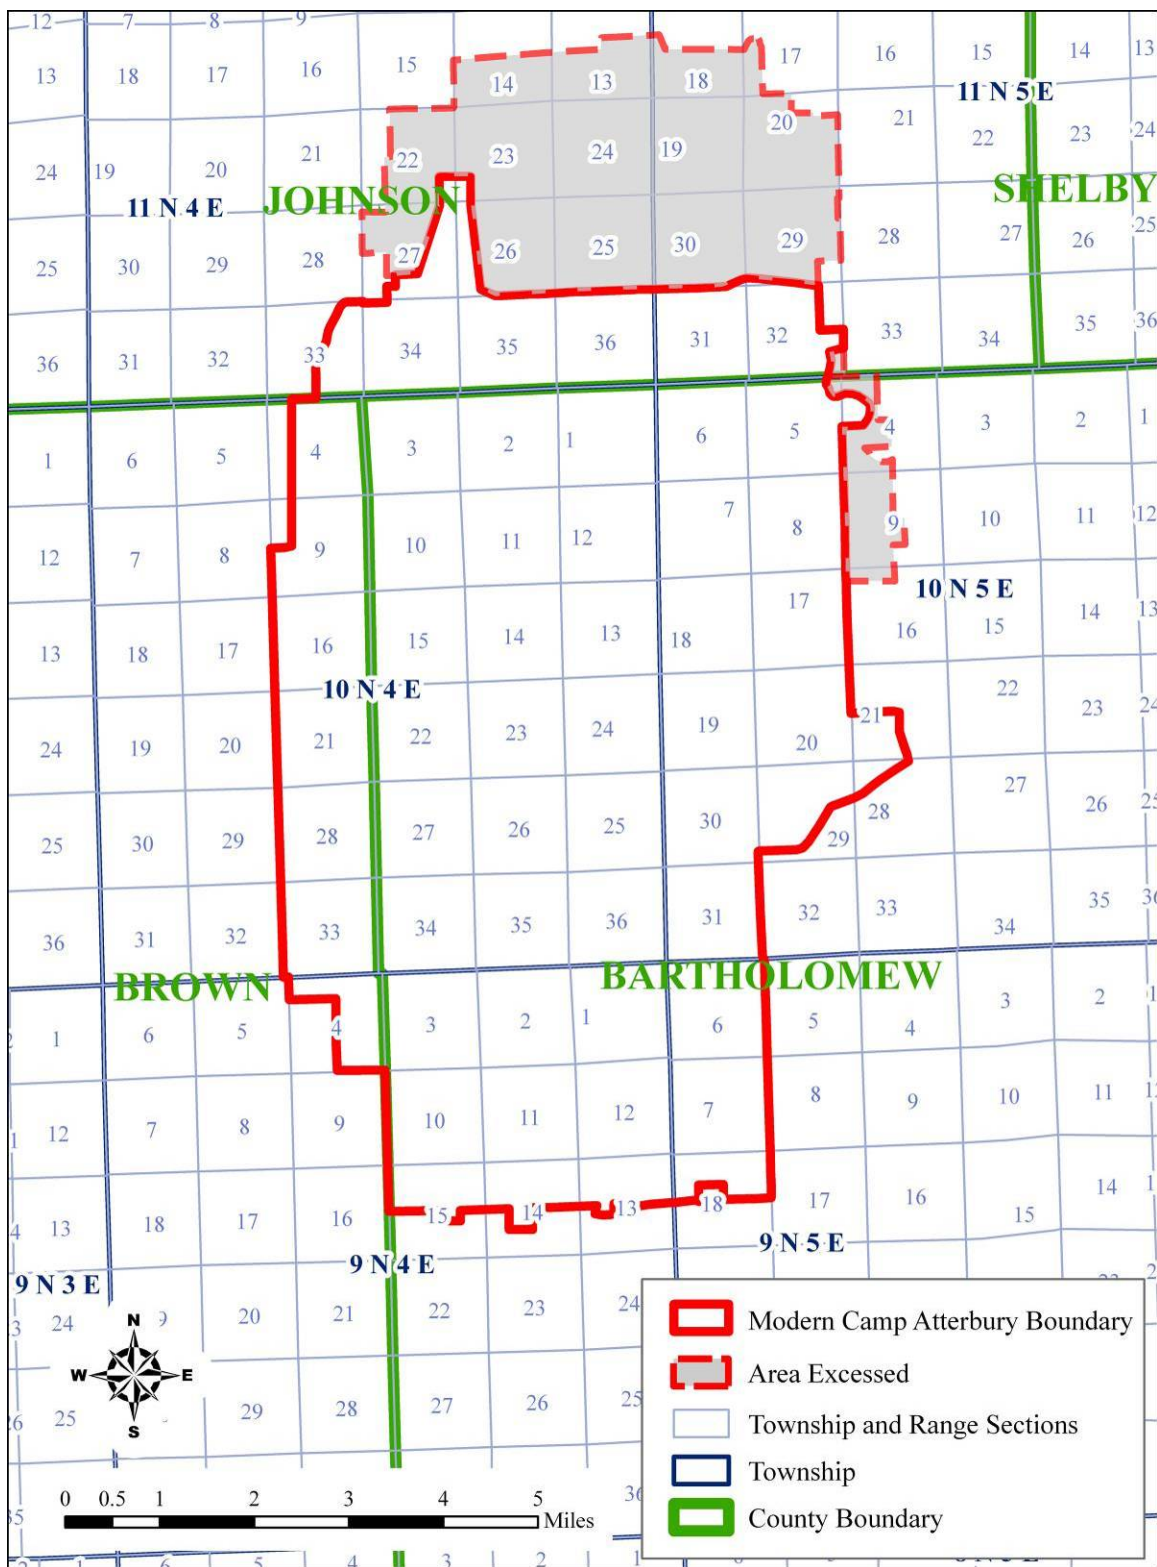 12 7 8 9
13 18 17 16 15 14 13 18 17 16 15 14 13
11 N 5 E
24 19 20 21 22 23 24 19 20 21 22 23 24
11 N 4 E JOHNSON SHELBY
25 30 29 28 27 26 25 30 29 28 27 26 25
36 31 32 33 34 35 36 31 32 33 34 35 36
1 6 5 4 3 2 1 6 5 4 3 2 1
12 7 8 9 10 11 12 7 8 9 10 11 12
10 N 5 E
13 18 17 16 15 14 13 18 17 16 15 14 13
10 N 4 E
24 19 20 21 22 23 24 19 20 21 22 23 24
25 30 29 28 27 26 25 30 29 28 27 26 25
36 31 32 33 34 35 36 31 32 33 34 35 36
BROWN BARTHOLOMEW
1 6 5 4 3 2 1 6 5 4 3 2 1
12 7 8 9 10 11 12 7 8 9 10 11
13 18 17 16 15 14 13 18 17 16 15 14
9 N 3 E 9 N 4 E 9 N 5 E
24 20 21 22 23 24
25 29 28 27 26 25
N
W E
S
Modern Camp Atterbury Boundary
Area Excessed
Township and Range Sections
Township
County Boundary
0 0.5 1 2 3 4 5 Miles
5 4 3 2 1